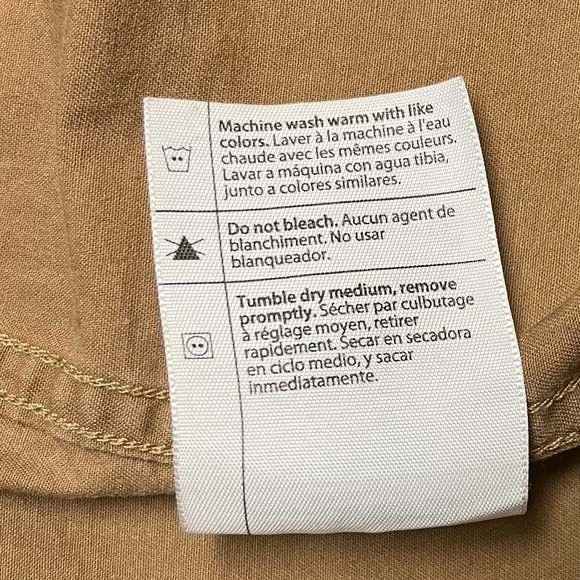 Machine wash warm with like
colors. Laver à la machine à l'eau
chaude avec les mêmes couleurs.
Lavar a máquina con agua tibia,
junto a colores similares.
Do not bleach. Aucun agent de
blanchiment. No usar
blanqueador.
Tumble dry medium, remove
promptly. Sécher par culbutage
à réglage moyen, retirer
rapidement. Secar en secadora
en ciclo medio, y sacar
inmediatamente.